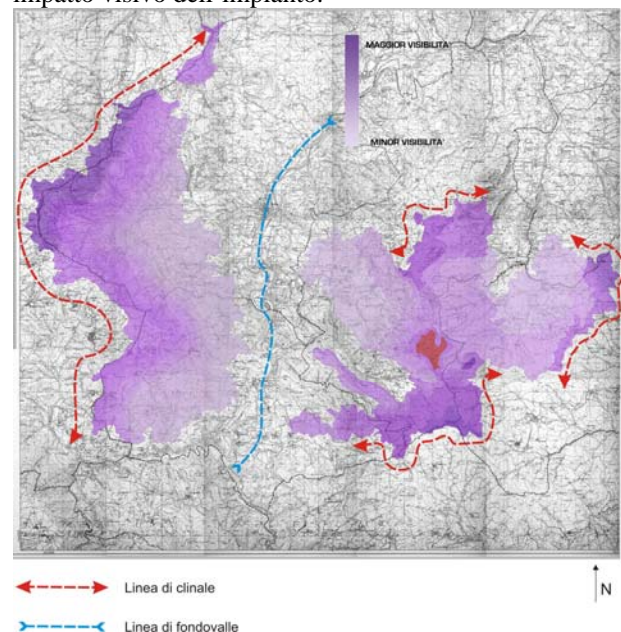 impatto visivo dell'impianto.
MAGGIOR VISIBILITA'
MINOR VISIBILITA'
N
Linea di clinale
Linea di fondovalle